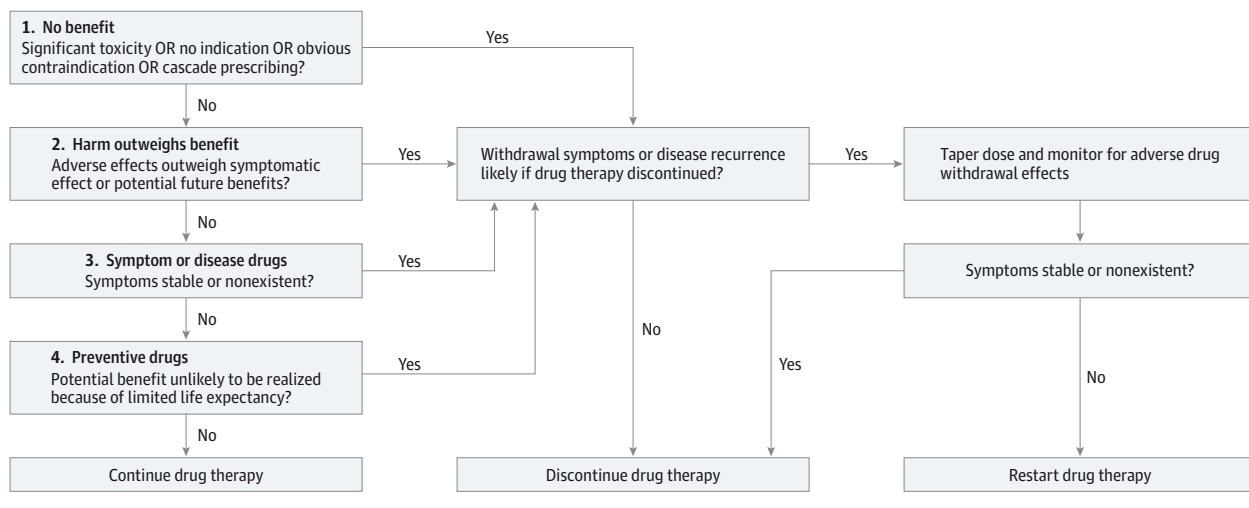 1. No benefit
Significant toxicity OR no indication OR obvious
contraindication OR cascade prescribing?
Yes
No
2. Harm outweighs benefit
Adverse effects outweigh symptomatic
effect or potential future benefits?
Yes
Withdrawal symptoms or disease recurrence
likely if drug therapy discontinued?
Yes
Taper dose and monitor for adverse drug
withdrawal effects
No
3. Symptom or disease drugs
Symptoms stable or nonexistent?
Yes
Symptoms stable or nonexistent?
No
No
4. Preventive drugs
Potential benefit unlikely to be realized
because of limited life expectancy?
Yes
Yes
No
No
Continue drug therapy
Discontinue drug therapy
Restart drug therapy